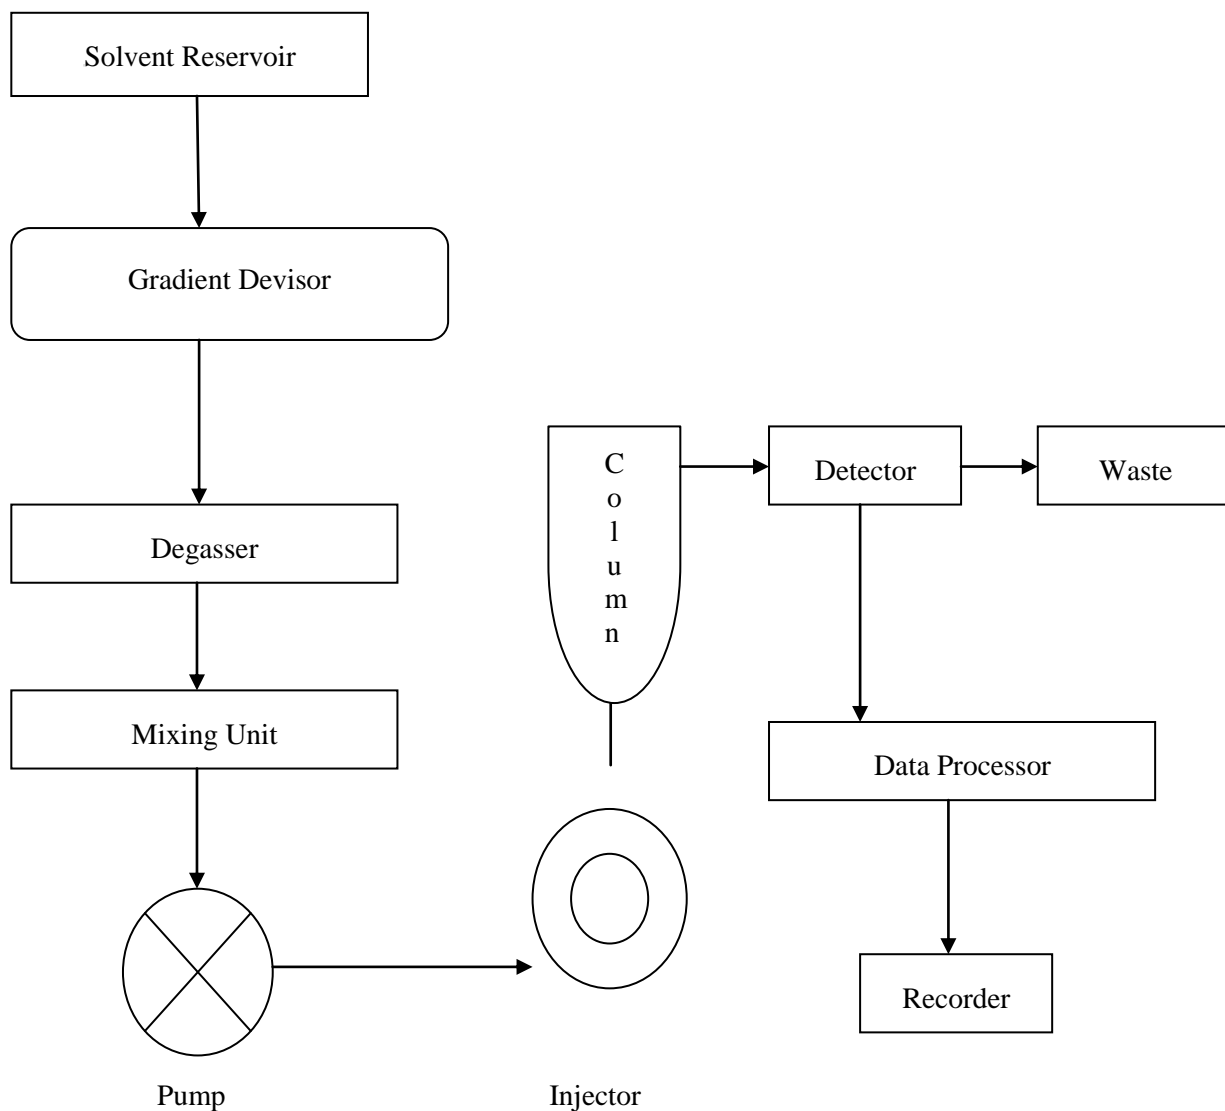 Solvent Reservoir
Gradient Devisor
Degasser
Mixing Unit
Pump
Injector
C
o
l
u
m
n
Detector
Waste
Data Processor
Recorder